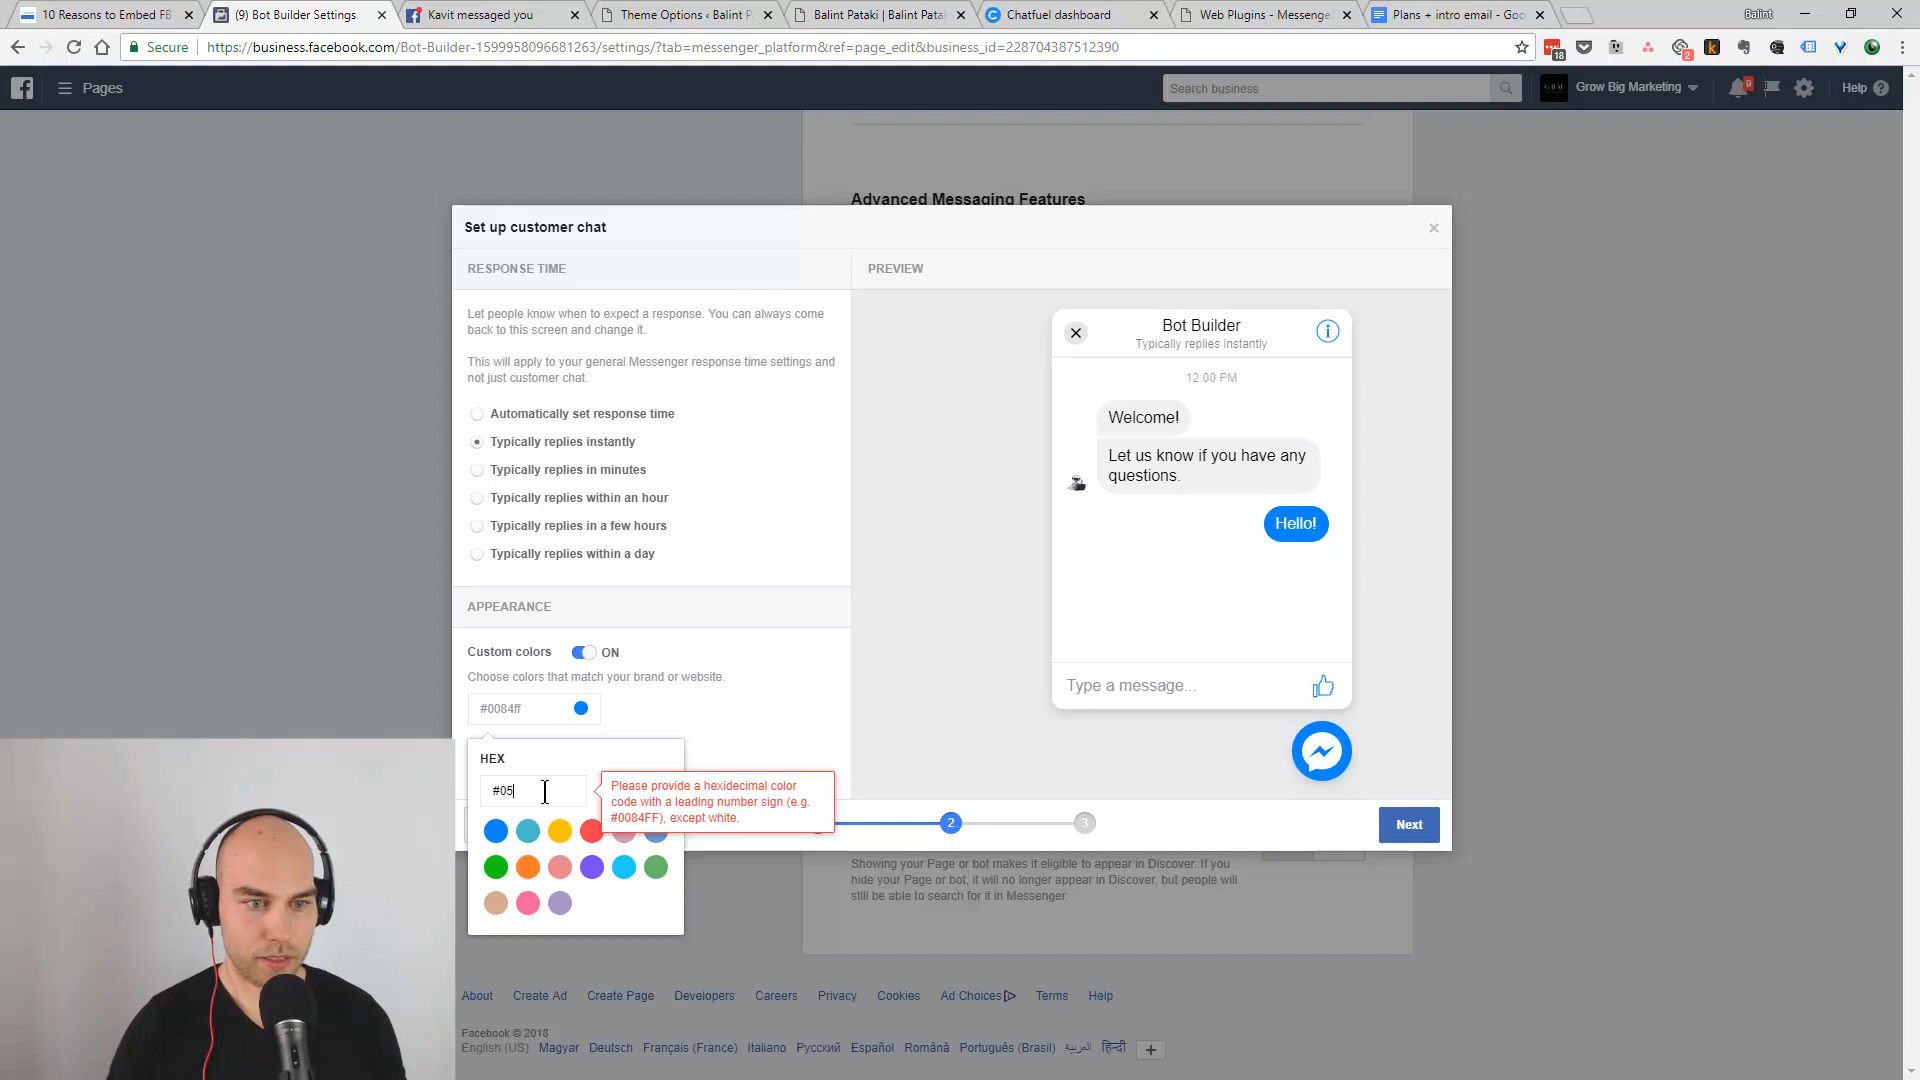 10 Reasons to Embed FB
(9) Bot Builder Settings
Kavit messaged you
Theme Options ‹ Balint P
Balint Pataki | Balint Pata
Chatfuel dashboard
Web Plugins - Messenge
Plans + intro email - Goo
Balint
Secure
https://business.facebook.com/Bot-Builder-1599958096681263/settings/?tab=messenger_platform&ref=page_edit&business_id=228704387512390
18
2
Pages
Search business
GBM
Grow Big Marketing
9
Help
Advanced Messaging Features
Set up customer chat
RESPONSE TIME
Let people know when to expect a response. You can always come
back to this screen and change it.
This will apply to your general Messenger response time settings and
not just customer chat.
Automatically set response time
Typically replies instantly
Typically replies in minutes
Typically replies within an hour
Typically replies in a few hours
Typically replies within a day
APPEARANCE
Custom colors
ON
Choose colors that match your brand or website.
#0084ff
HEX
#05
Please provide a hexidecimal color
code with a leading number sign (e.g.
#0084FF), except white.
PREVIEW
Bot Builder
Typically replies instantly
12:00 PM
Welcome!
Let us know if you have any
questions.
Hello!
Type a message...
2
3
Next
Showing your Page or bot makes it eligible to appear in Discover. If you
hide your Page or bot, it will no longer appear in Discover, but people will
still be able to search for it in Messenger.
About
Create Ad
Create Page
Developers
Careers
Privacy
Cookies
Ad Choices
Terms
Help
Facebook © 2018
English (US)
Magyar
Deutsch
Français (France)
Italiano
Русский
Español
Română
Português (Brasil)
العربية
हिन्दी